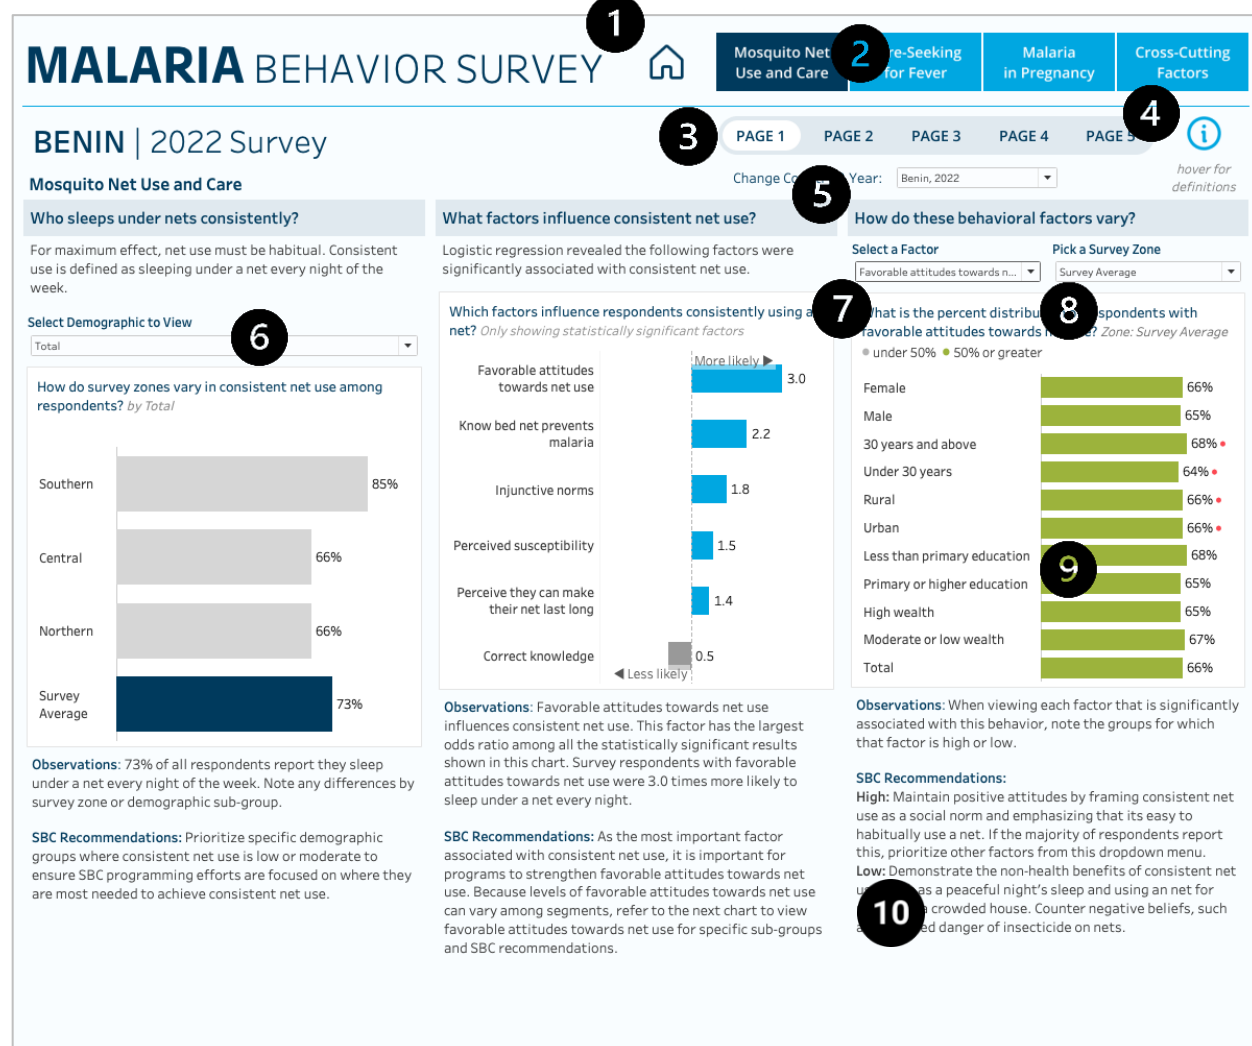 1
MALARIA BEHAVIOR SURVEY
Mosquito Net
Use and Care
2
re-Seeking
for Fever
Malaria
in Pregnancy
Cross-Cutting
Factors
BENIN | 2022 Survey
3
PAGE 1
PAGE 2
PAGE 3
PAGE 4
PAGE 5
4
i
hover for
definitions
Change Co
5
Year:
Benin, 2022
Mosquito Net Use and Care
Who sleeps under nets consistently?
For maximum effect, net use must be habitual. Consistent
use is defined as sleeping under a net every night of the
week.
Select Demographic to View
6
Total
How do survey zones vary in consistent net use among
respondents? by Total
Southern 85%
Central 66%
Northern 66%
Survey
Average
73%
Observations: 73% of all respondents report they sleep
under a net every night of the week. Note any differences by
survey zone or demographic sub-group.
SBC Recommendations: Prioritize specific demographic
groups where consistent net use is low or moderate to
ensure SBC programming efforts are focused on where they
are most needed to achieve consistent net use.
What factors influence consistent net use?
Logistic regression revealed the following factors were
significantly associated with consistent net use.
Which factors influence respondents consistently using a
net? Only showing statistically significant factors
More likely ▶
Favorable attitudes
towards net use
3.0
Know bed net prevents
malaria
2.2
Injunctive norms 1.8
Perceived susceptibility 1.5
Perceive they can make
their net last long
1.4
Correct knowledge 0.5
◀ Less likely
Observations: Favorable attitudes towards net use
influences consistent net use. This factor has the largest
odds ratio among all the statistically significant results
shown in this chart. Survey respondents with favorable
attitudes towards net use were 3.0 times more likely to
sleep under a net every night.
SBC Recommendations: As the most important factor
associated with consistent net use, it is important for
programs to strengthen favorable attitudes towards net
use. Because levels of favorable attitudes towards net use
can vary among segments, refer to the next chart to view
favorable attitudes towards net use for specific sub-groups
and SBC recommendations.
How do these behavioral factors vary?
Select a Factor
Pick a Survey Zone
Favorable attitudes towards n...
Survey Average
7
8
What is the percent distribu spondents with
favorable attitudes towards n e? Zone: Survey Average
under 50% 50% or greater
Female 66%
Male 65%
30 years and above 68%
Under 30 years 64%
Rural 66%
Urban 66%
Less than primary education 68%
9
Primary or higher education 65%
High wealth 65%
Moderate or low wealth 67%
Total 66%
Observations: When viewing each factor that is significantly
associated with this behavior, note the groups for which
that factor is high or low.
SBC Recommendations:
High: Maintain positive attitudes by framing consistent net
use as a social norm and emphasizing that its easy to
habitually use a net. If the majority of respondents report
this, prioritize other factors from this dropdown menu.
Low: Demonstrate the non-health benefits of consistent net
as a peaceful night's sleep and using an net for
10
a crowded house. Counter negative beliefs, such
ed danger of insecticide on nets.